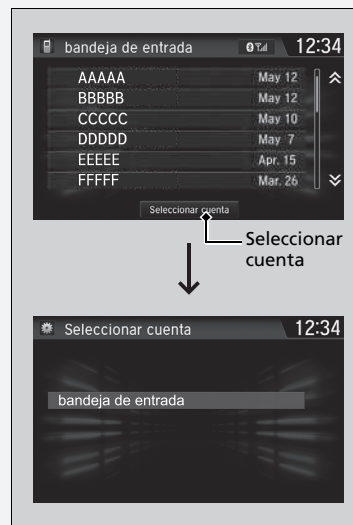 bandeja de entrada 12:34
AAAAA May 12
BBBBB May 12
CCCCC May 10
DDDDD May 7
EEEEE Apr. 15
FFFFF Mar. 26
Seleccionar cuenta
Seleccionar
cuenta
Seleccionar cuenta 12:34
bandeja de entrada